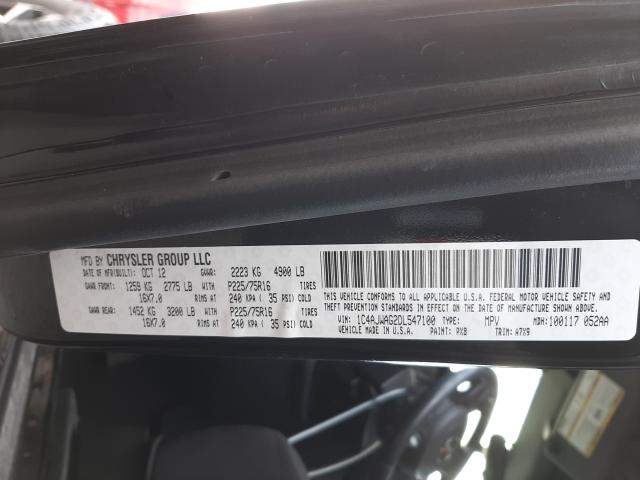 MFD BY CHRYSLER GROUP LLC
DATE OF MFR(BUILT): OCT 12 GVWR: 2223 KG 4900 LB
GAWR FRONT: 1259 KG 2775 LB P225/75R16 TIRES
16X7.0 RIMS AT 240 KPA ( 35 PSI) COLD
GAWR REAR: 1452 KG 3200 LB P225/75R16 TIRES
16X7.0 RIMS AT 240 KPA ( 35 PSI) COLD
THIS VEHICLE CONFORMS TO ALL APPLICABLE U.S.A. FEDERAL MOTOR VEHICLE SAFETY, BUMPER
AND THEFT PREVENTION STANDARDS IN EFFECT ON THE DATE OF MANUFACTURE SHOWN ABOVE.
VIN: 1C4AJWAG2DL547100 TYPE: MPV MDH: 100117 052AA
MADE IN U.S.A. PAINT: PXB TRIM: A7X9